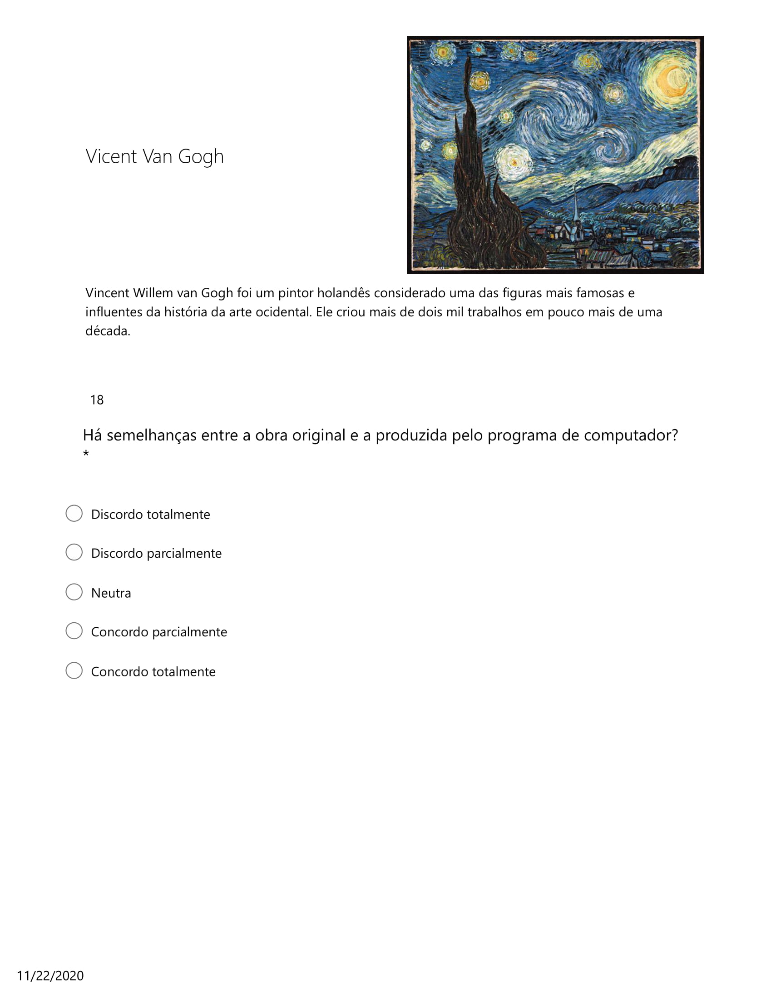 Vicent Van Gogh
Vincent Willem van Gogh foi um pintor holandês considerado uma das figuras mais famosas e
influentes da história da arte ocidental. Ele criou mais de dois mil trabalhos em pouco mais de uma
década.
18
Há semelhanças entre a obra original e a produzida pelo programa de computador?
*
Discordo totalmente
Discordo parcialmente
Neutra
Concordo parcialmente
Concordo totalmente
11/22/2020